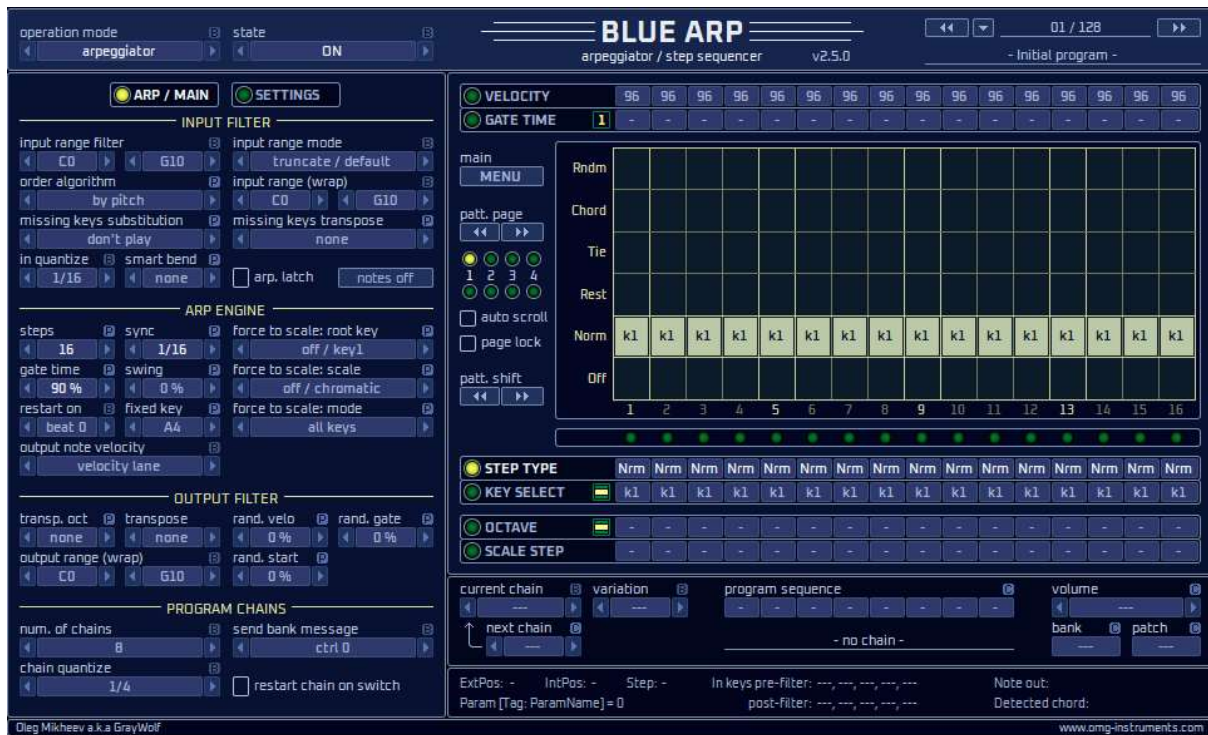 operation mode B state B
arpeggiator ON
BLUE ARP
arpeggiator / step sequencer v2.5.0
01 / 128
- Initial program -
ARP / MAIN SETTINGS
INPUT FILTER
input range filter B input range mode B
C0 G10 truncate / default
order algorithm P input range (wrap) B
by pitch C0 G10
missing keys substitution P missing keys transpose P
don't play none
in quantize B smart bend P
1/16 none arp. latch notes off
ARP ENGINE
steps P sync P force to scale: root key P
16 1/16 off / key1
gate time P swing P force to scale: scale P
90 % 0 % off / chromatic
restart on B fixed key P force to scale: mode P
beat 0 A4 all keys
output note velocity B
velocity lane
OUTPUT FILTER
transp. oct P transpose rand. velo P rand. gate P
none none 0 % 0 %
output range (wrap) B rand. start P
C0 G10 0 %
PROGRAM CHAINS
num. of chains B send bank message B
8 ctrl 0
chain quantize B
1/4 restart chain on switch
VELOCITY 96 96 96 96 96 96 96 96 96 96 96 96 96 96 96 96
GATE TIME 1 - - - - - - - - - - - - - - - -
main
MENU
patt. page
1 2 3 4
auto scroll
page lock
patt. shift
Rndm
Chord
Tie
Rest
Norm k1 k1 k1 k1 k1 k1 k1 k1 k1 k1 k1 k1 k1 k1 k1 k1
Off
1 2 3 4 5 6 7 8 9 10 11 12 13 14 15 16
STEP TYPE Nrm Nrm Nrm Nrm Nrm Nrm Nrm Nrm Nrm Nrm Nrm Nrm Nrm Nrm Nrm Nrm
KEY SELECT k1 k1 k1 k1 k1 k1 k1 k1 k1 k1 k1 k1 k1 k1 k1 k1
OCTAVE - - - - - - - - - - - - - - - -
SCALE STEP - - - - - - - - - - - - - - - -
current chain B variation B program sequence C volume C
--- --- - - - - - - - - ---
next chain C bank C patch C
--- - no chain - --- ---
ExtPos: - IntPos: - Step: - In keys pre-filter: ---, ---, ---, ---, --- Note out:
Param [Tag: ParamName] = 0 post-filter: ---, ---, ---, ---, --- Detected chord:
Oleg Mikheev a.k.a GrayWolf www.omg-instruments.com